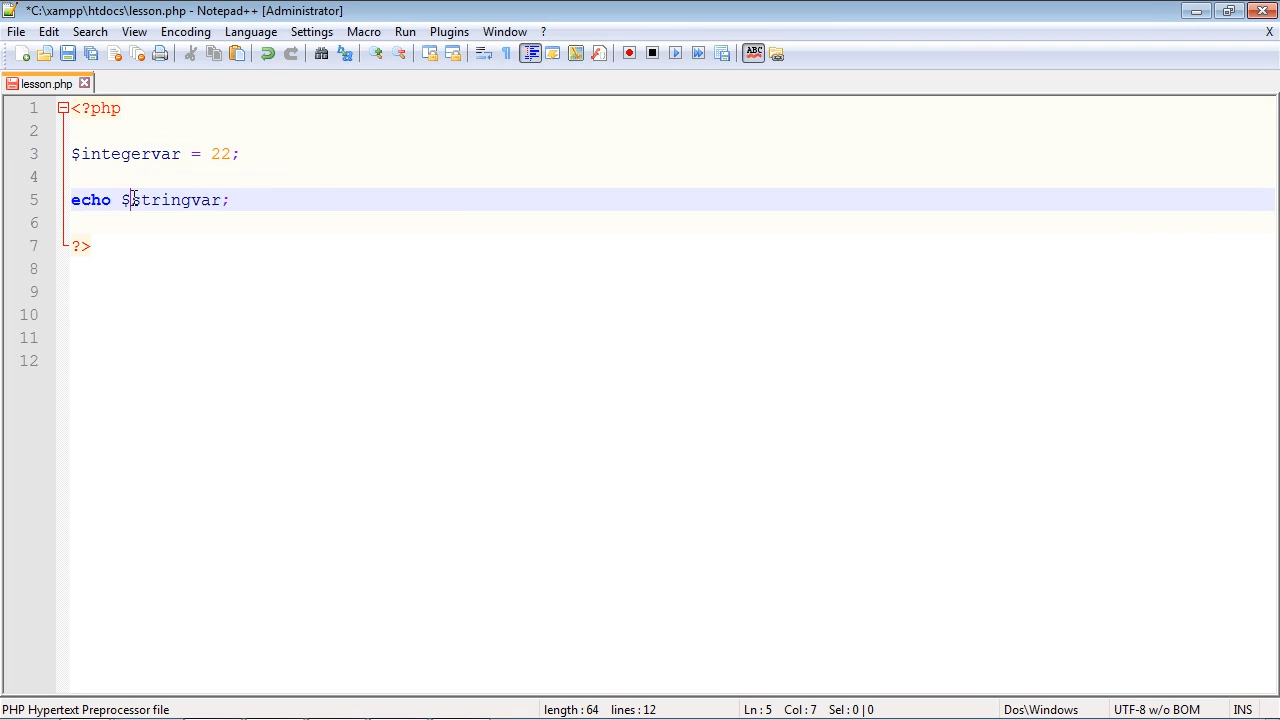 *C:\xampp\htdocs\lesson.php - Notepad++ [Administrator]
File Edit Search View Encoding Language Settings Macro Run Plugins Window ? X
ABC
lesson.php
1 <?php
2
3 $integervar = 22;
4
5 echo $stringvar;
6
7 ?>
8
9
10
11
12
PHP Hypertext Preprocessor file length : 64 lines : 12 Ln : 5 Col : 7 Sel : 0 | 0 Dos\Windows UTF-8 w/o BOM INS